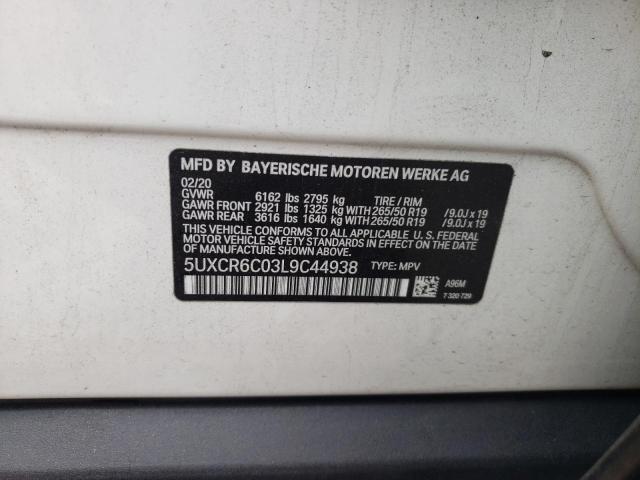 MFD BY BAYERISCHE MOTOREN WERKE AG
02/20
GVWR 6162 lbs 2795 kg TIRE / RIM
GAWR FRONT 2921 lbs 1325 kg WITH 265/50 R19 /9.0J x 19
GAWR REAR 3616 lbs 1640 kg WITH 265/50 R19 /9.0J x 19
THIS VEHICLE CONFORMS TO ALL APPLICABLE U.S. FEDERAL
MOTOR VEHICLE SAFETY STANDARDS IN EFFECT ON THE DATE
OF MANUFACTURE SHOWN ABOVE.
5UXCR6C03L9C44938 TYPE: MPV
A96M
7 320 729